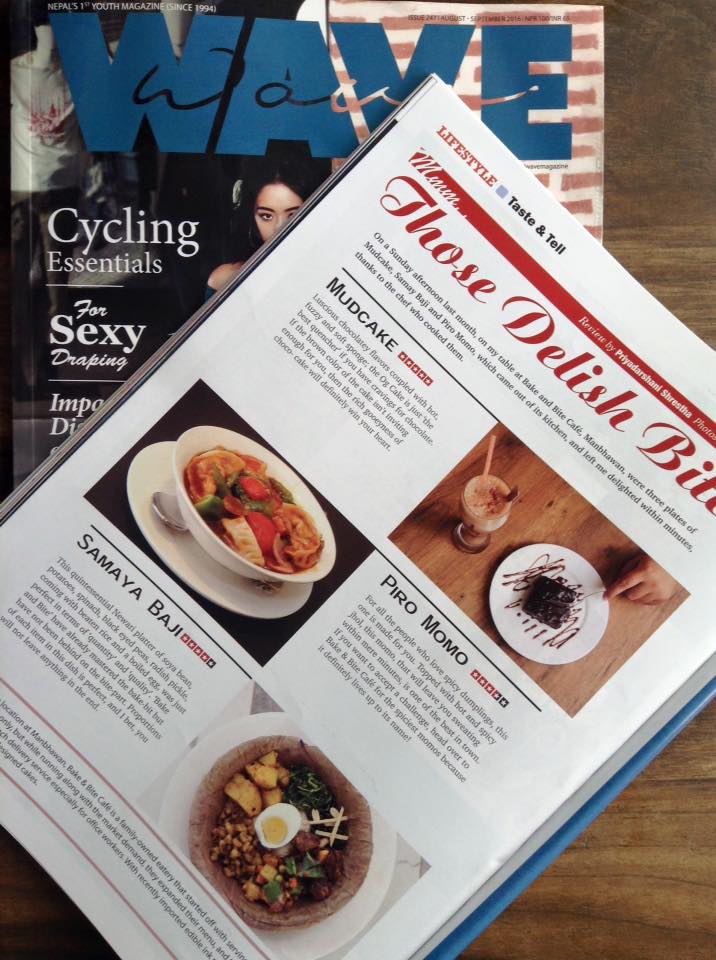 NEPAL'S 1ST YOUTH MAGAZINE (SINCE 1994)
ISSUE 247 | AUGUST - SEPTEMBER 2016 | NPR 100/INR 65
WAVE
wavemagazine
Cycling
Essentials
For
Sexy
Draping
LIFESTYLE Taste & Tell
Mmmm...
Those Delish Bite
Review by Priyadarshani Shrestha Photos
On a Sunday afternoon last month, on my table at Bake and Bite Café, Manbhawan, were three plates of
Mudcake, Samay Baji and Piro Momo, which came out of its kitchen, and left me delighted within minutes,
thanks to the chef who cooked them.
MUDCAKE
Luscious chocolatey flavors coupled with hot,
fuzzy and soft sponge, the Og Cake is just 'the
best quencher' if you have cravings for chocolate.
If the brown color of the cake isn't inviting
enough for you, then the rich gooeyness of
choco-cake will definitely win your heart.
SAMAYA BAJI
This quintessential Newari platter of soya bean,
potatoes, spinach, black eyed peas, radish pickle,
coming with beaten rice and a boiled egg, was just
perfect in terms of 'quantity' and 'quality'. 'Bake
and Bite' have already mastered the bake-bit but
have not been behind on the bite-part. Proportions
of each item in this dish is perfect, and I bet, you
will not leave anything in the end.
PIRO MOMO
For all the people who love spicy dumplings, this
one is made for you. Topped with hot and spicy
jhol, this momo, that will leave you sweating
within mere minutes, is one of the best in town.
If you want to accept a challenge, head over to
Bake & Bite Café for the spiciest momos because
it definitely lives up to its name!
location at Manbhawan, Bake & Bite Café is a family-owned eatery that started off with serving
only, but while running along with the market demand, they expanded their menu, and
delivery service especially for office workers. With recently imported edible ink
designed cakes.